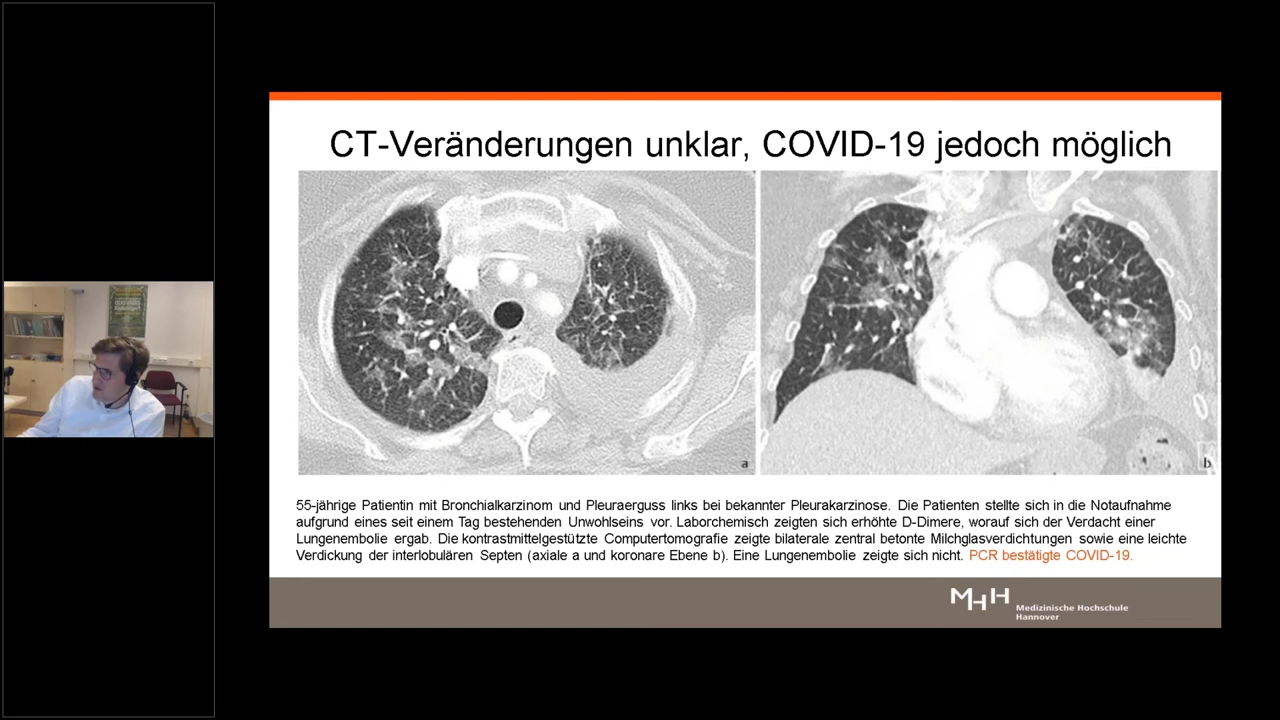 CT-Veränderungen unklar, COVID-19 jedoch möglich
a
b
55-jährige Patientin mit Bronchialkarzinom und Pleuraerguss links bei bekannter Pleurakarzinose. Die Patienten stellte sich in die Notaufnahme
aufgrund eines seit einem Tag bestehenden Unwohlseins vor. Laborchemisch zeigten sich erhöhte D-Dimere, worauf sich der Verdacht einer
Lungenembolie ergab. Die kontrastmittelgestützte Computertomografie zeigte bilaterale zentral betonte Milchglasverdichtungen sowie eine leichte
Verdickung der interlobulären Septen (axiale a und koronare Ebene b). Eine Lungenembolie zeigte sich nicht. PCR bestätigte COVID-19.
MHH
Medizinische Hochschule
Hannover